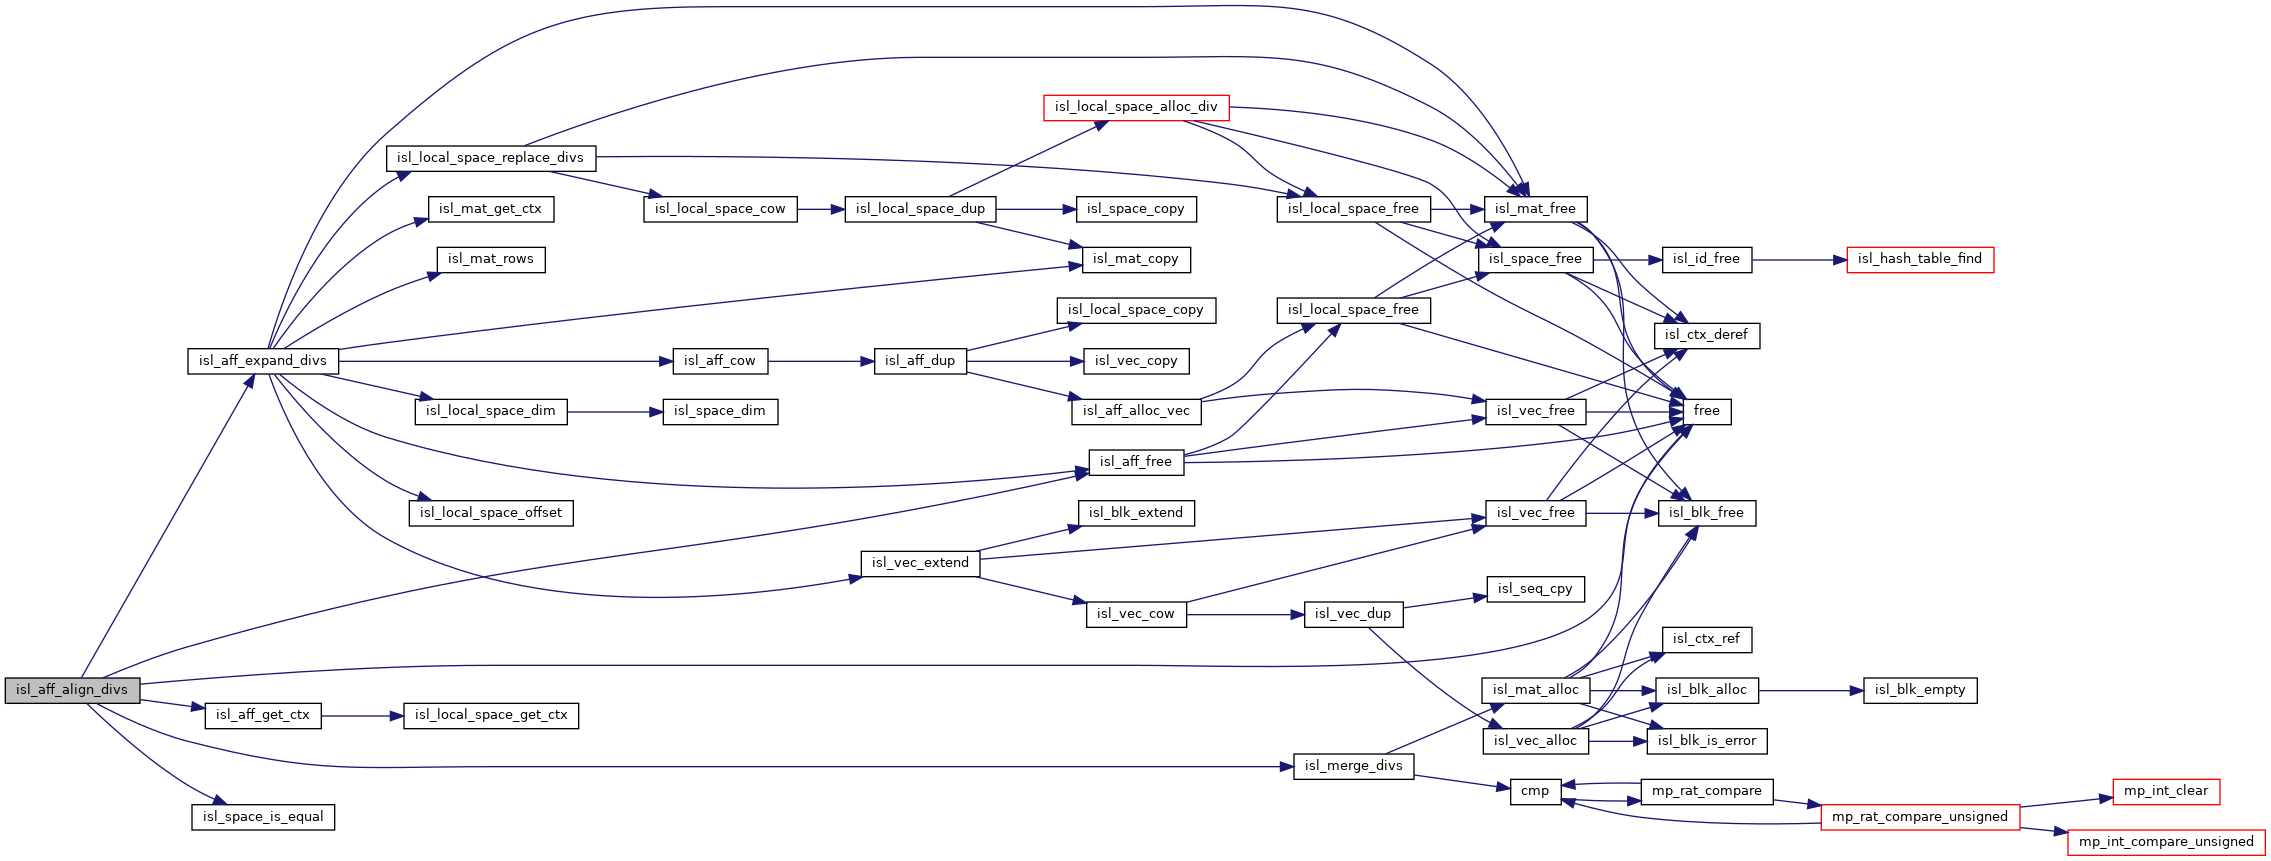 isl_aff_align_divs
isl_aff_expand_divs
isl_aff_get_ctx
isl_space_is_equal
isl_local_space_replace_divs
isl_mat_get_ctx
isl_mat_rows
isl_local_space_dim
isl_local_space_offset
isl_local_space_get_ctx
isl_local_space_cow
isl_aff_cow
isl_space_dim
isl_local_space_dup
isl_aff_dup
isl_vec_extend
isl_local_space_alloc_div
isl_space_copy
isl_mat_copy
isl_local_space_copy
isl_vec_copy
isl_aff_alloc_vec
isl_aff_free
isl_blk_extend
isl_vec_cow
isl_local_space_free
isl_local_space_free
isl_vec_dup
isl_merge_divs
isl_mat_free
isl_space_free
isl_vec_free
isl_vec_free
isl_seq_cpy
isl_mat_alloc
isl_vec_alloc
cmp
isl_id_free
isl_ctx_deref
free
isl_blk_free
isl_ctx_ref
isl_blk_alloc
isl_blk_is_error
mp_rat_compare
isl_hash_table_find
isl_blk_empty
mp_rat_compare_unsigned
mp_int_clear
mp_int_compare_unsigned